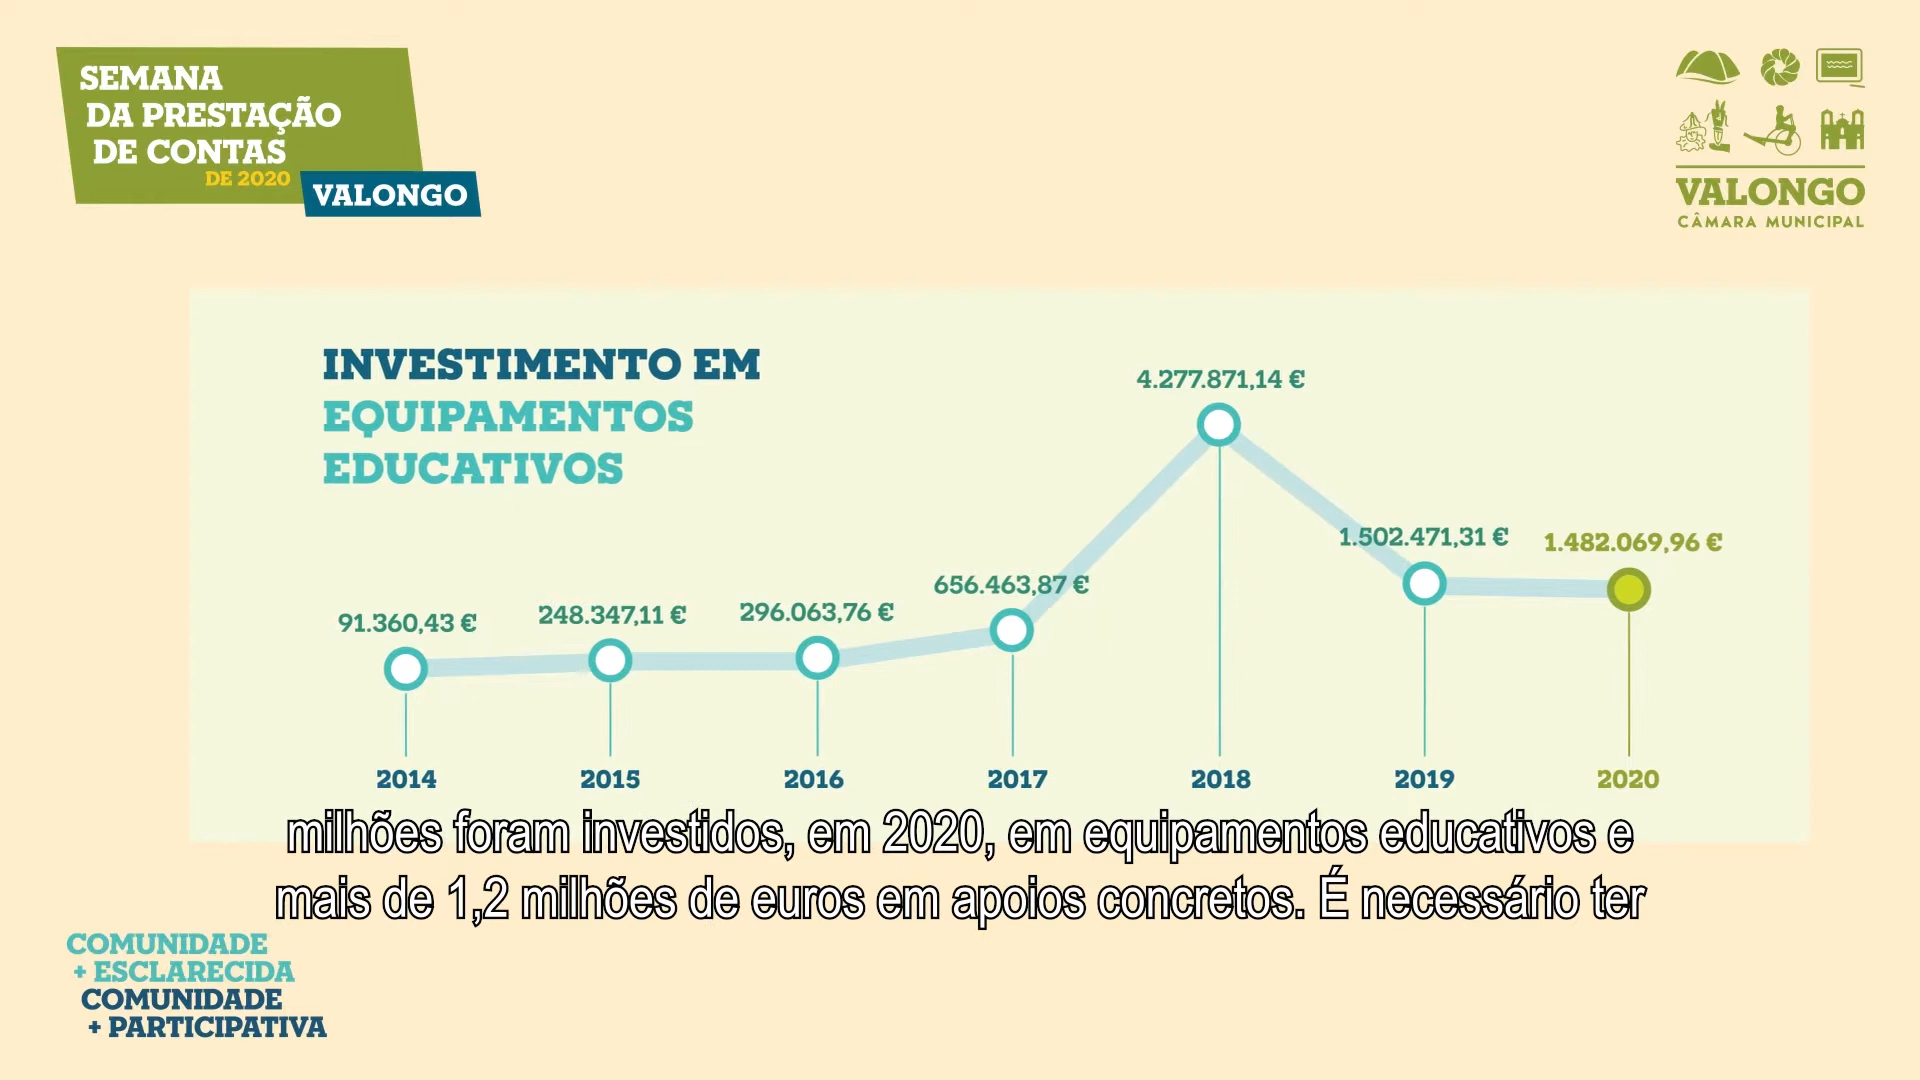 SEMANA
DA PRESTAÇÃO
DE CONTAS
DE 2020
VALONGO
VALONGO
CÂMARA MUNICIPAL
INVESTIMENTO EM
EQUIPAMENTOS
EDUCATIVOS
91.360,43 €
248.347,11 €
296.063,76 €
656.463,87 €
4.277.871,14 €
1.502.471,31 €
1.482.069,96 €
2014
2015
2016
2017
2018
2019
2020
milhões foram investidos, em 2020, em equipamentos educativos e
mais de 1,2 milhões de euros em apoios concretos. É necessário ter
COMUNIDADE
+ ESCLARECIDA
COMUNIDADE
+ PARTICIPATIVA